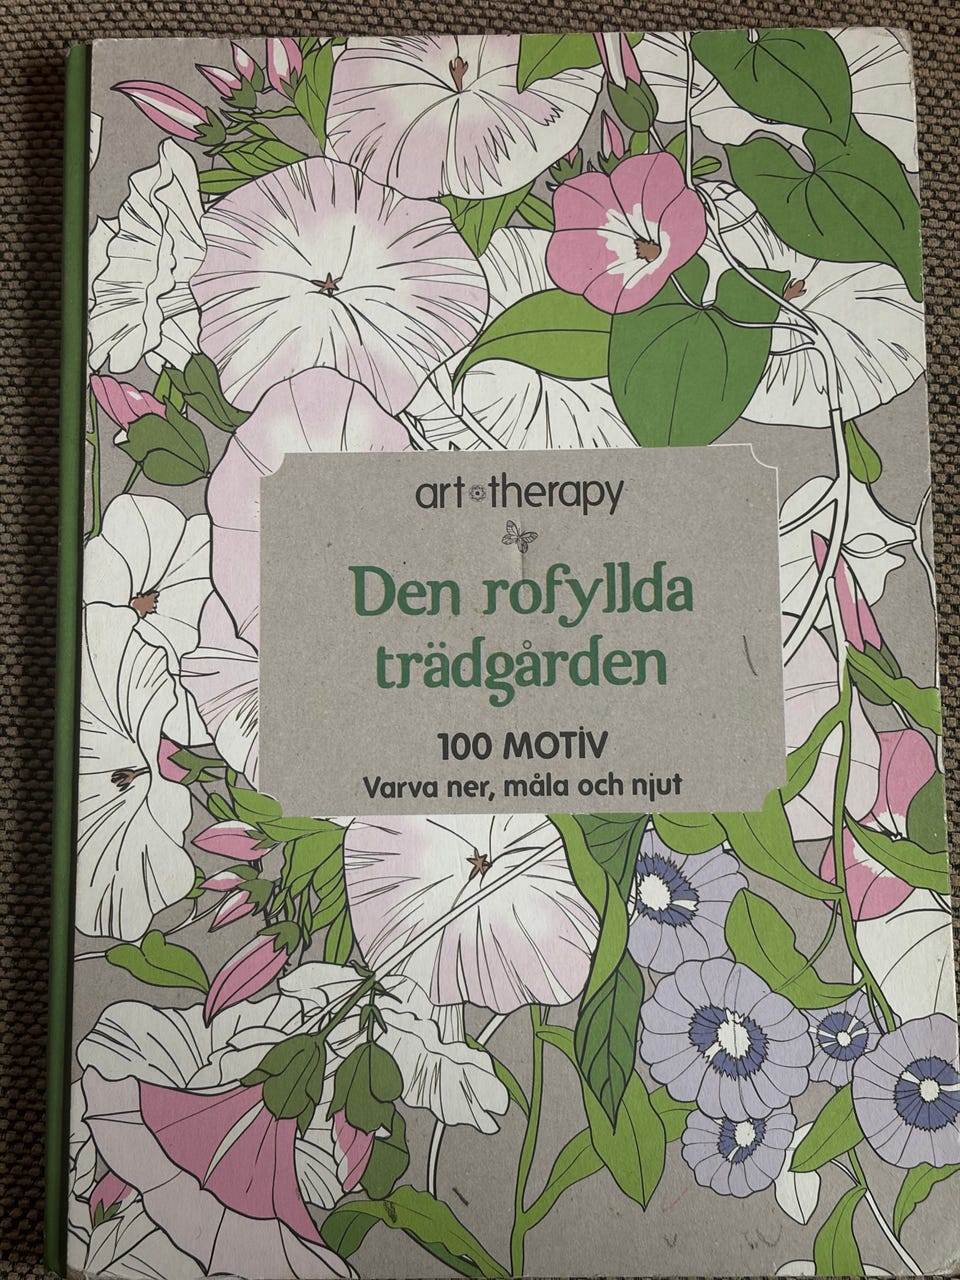 art therapy
Den rofyllda
trädgården
100 MOTIV
Varva ner, måla och njut